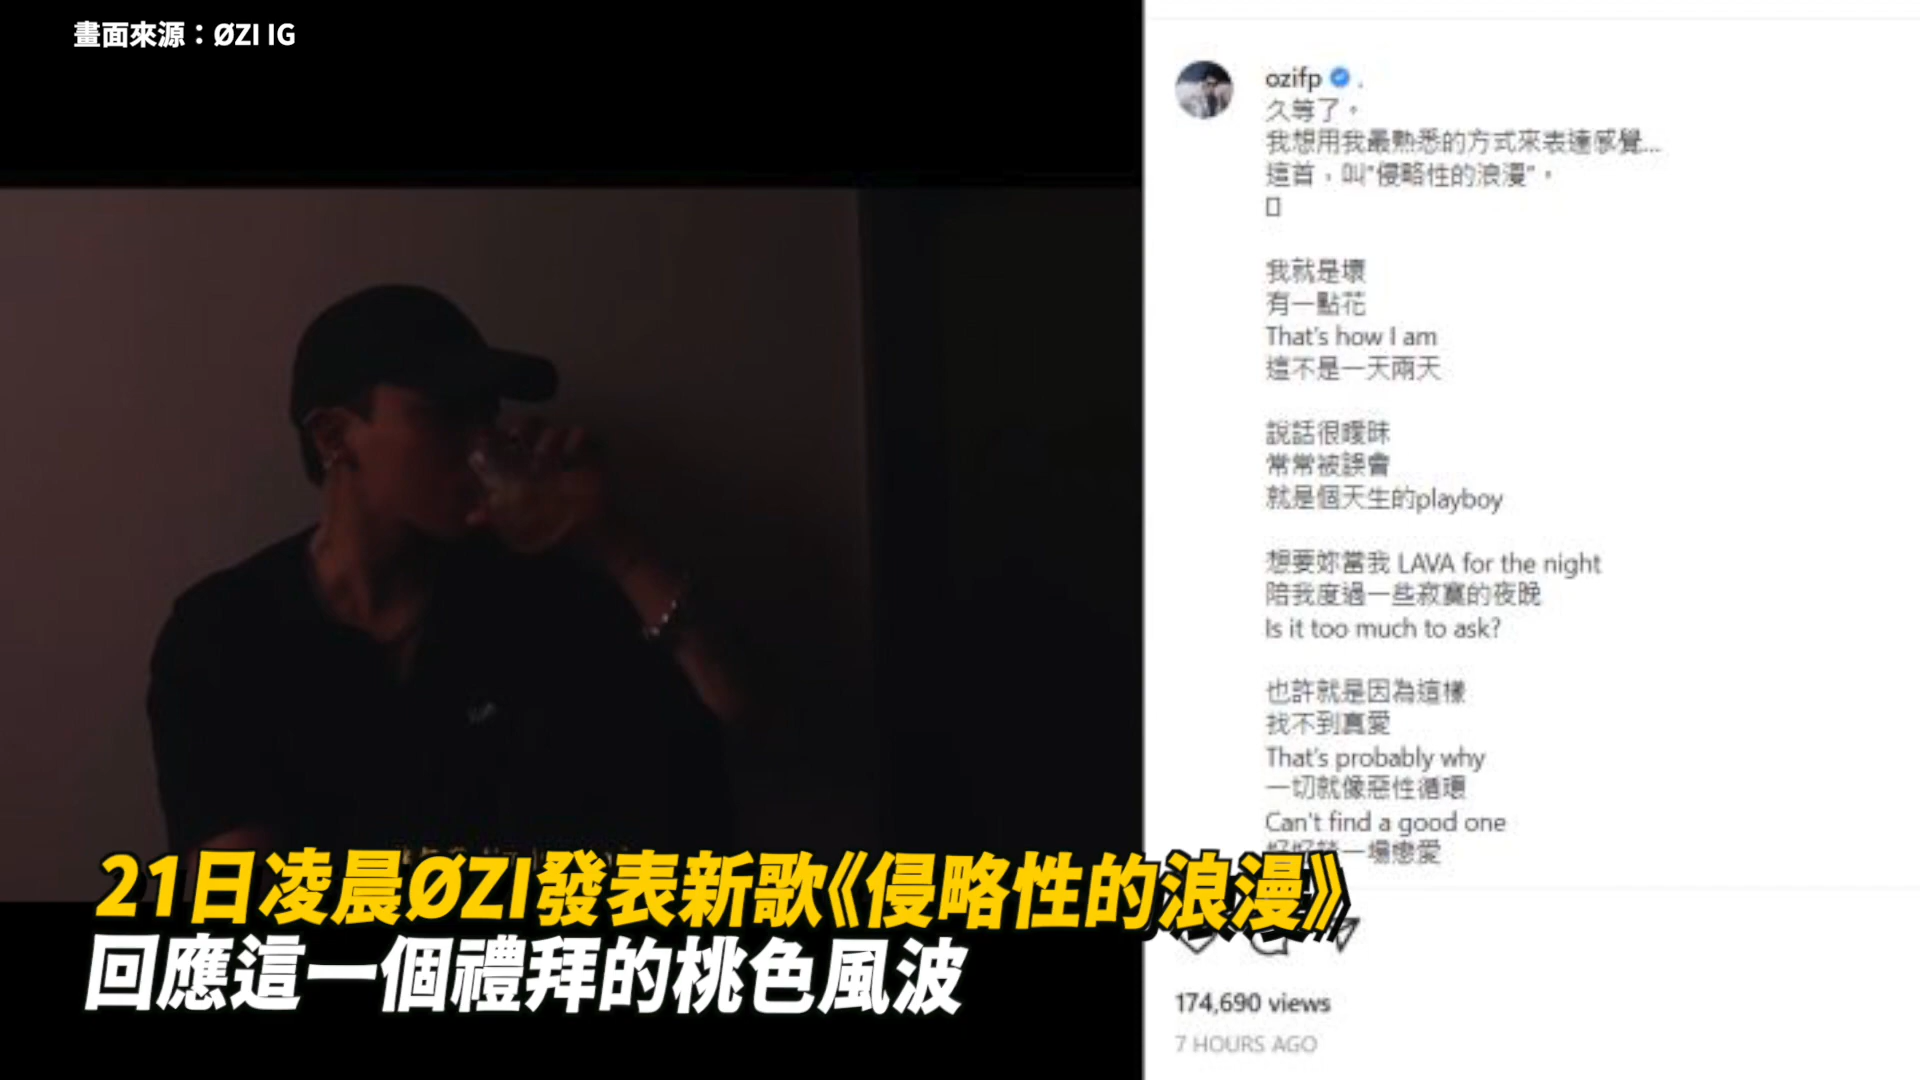 畫面來源：ØZI IG
ozifp .
久等了。
我想用我最熟悉的方式來表達感覺...
這首，叫"侵略性的浪漫"。
我就是壞
有一點花
That's how I am
這不是一天兩天
說話很曖昧
常常被誤會
就是個天生的playboy
想要妳當我 LAVA for the night
陪我度過一些寂寞的夜晚
Is it too much to ask?
也許就是因為這樣
找不到真愛
That's probably why
一切就像惡性循環
Can't find a good one
一場戀愛
21日凌晨ØZI發表新歌《侵略性的浪漫》
回應這一個禮拜的桃色風波
174,690 views
7 HOURS AGO